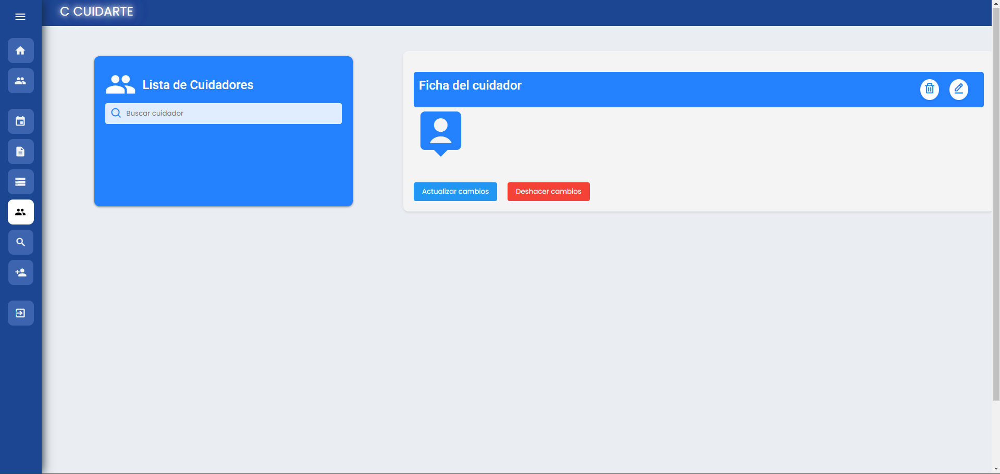 C CUIDARTE
Lista de Cuidadores
Buscar cuidador
Ficha del cuidador
Actualizar cambios
Deshacer cambios